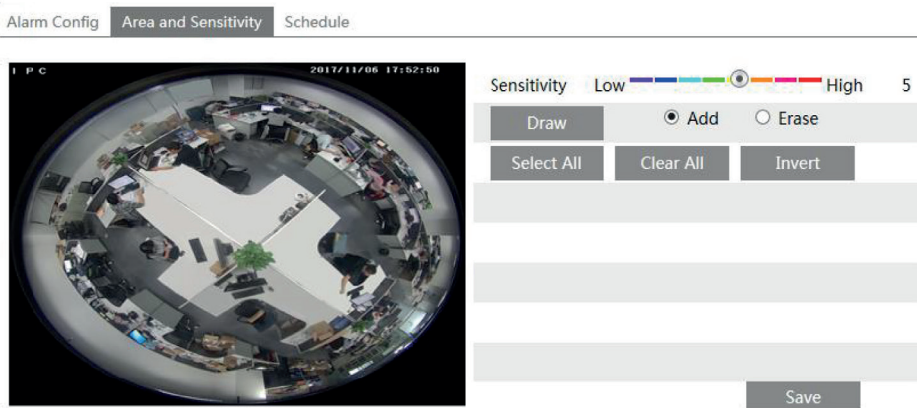 Alarm Config Area and Sensitivity Schedule
I P C 2017/11/06 17:52:50
Sensitivity Low High 5
Draw Add Erase
Select All Clear All Invert
Save